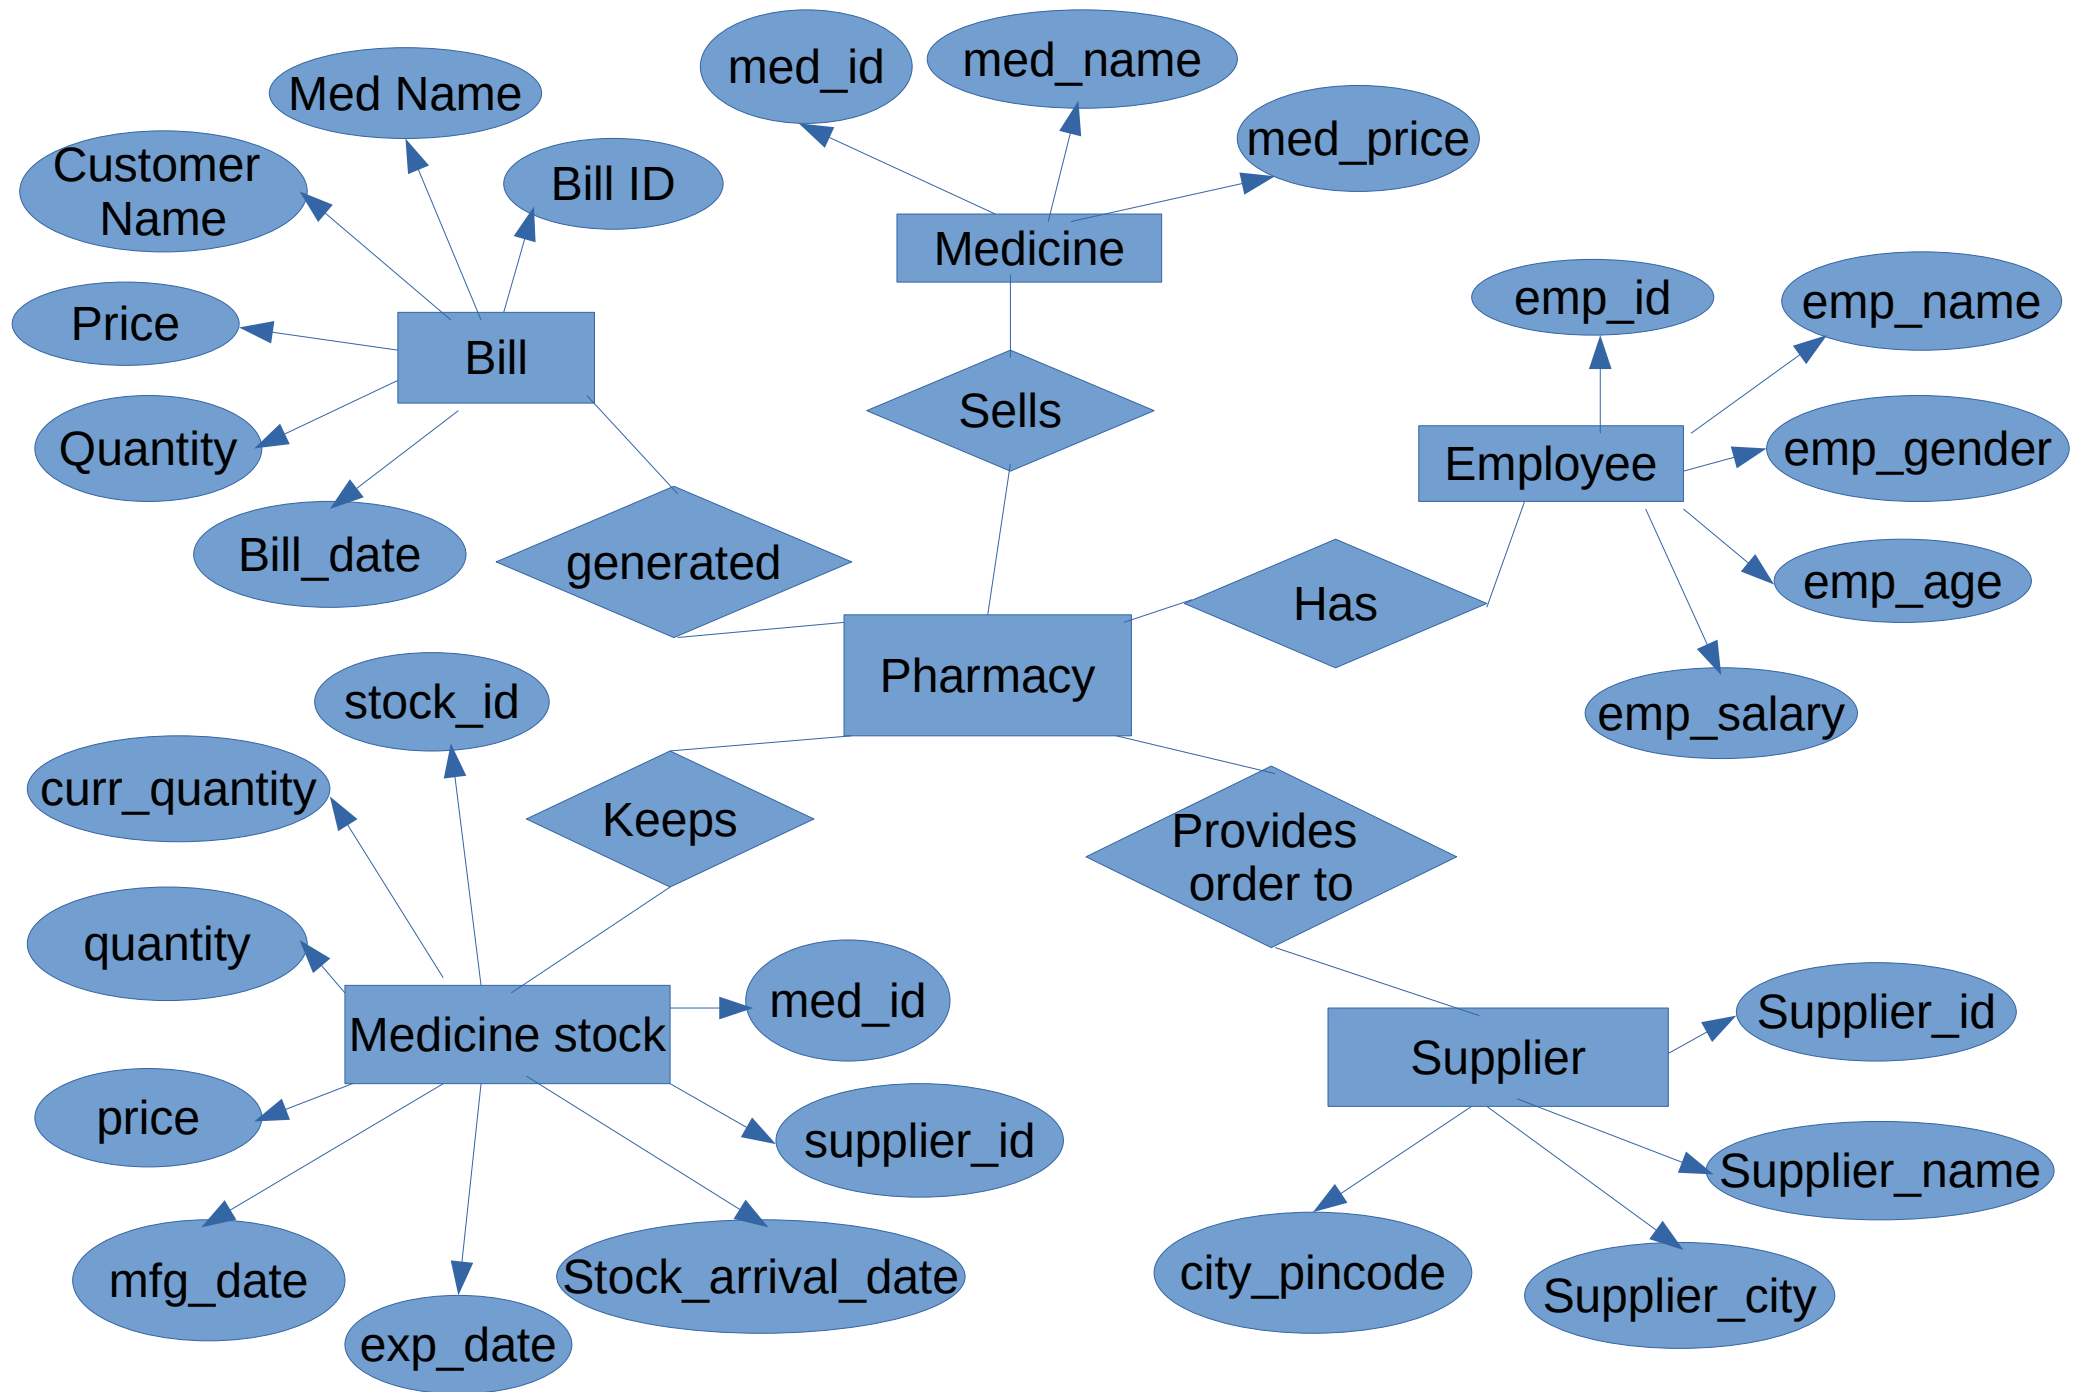 med_id
med_name
Med Name
med_price
Customer
Name
Bill ID
Medicine
emp_id
emp_name
Price
Bill
Sells
Quantity
Employee
emp_gender
Bill_date
generated
Has
emp_age
Pharmacy
stock_id
emp_salary
curr_quantity
Keeps
Provides
order to
quantity
med_id
Supplier_id
Medicine stock
Supplier
price
supplier_id
Supplier_name
mfg_date
Stock_arrival_date
city_pincode
Supplier_city
exp_date